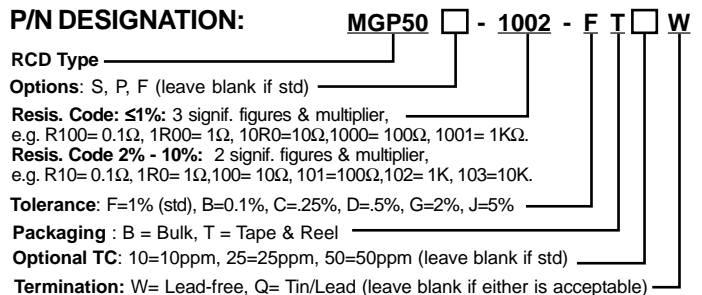 P/N DESIGNATION: MGP50 □ - 1002 - F T □ W
RCD Type
Options: S, P, F (leave blank if std)
Resis. Code: ≤1%: 3 signif. figures & multiplier,
e.g. R100= 0.1Ω, 1R00= 1Ω, 10R0=10Ω,1000= 100Ω, 1001= 1KΩ.
Resis. Code 2% - 10%: 2 signif. figures & multiplier,
e.g. R10= 0.1Ω, 1R0= 1Ω,100= 10Ω, 101=100Ω,102= 1K, 103=10K.
Tolerance: F=1% (std), B=0.1%, C=.25%, D=.5%, G=2%, J=5%
Packaging : B = Bulk, T = Tape & Reel
Optional TC: 10=10ppm, 25=25ppm, 50=50ppm (leave blank if std)
Termination: W= Lead-free, Q= Tin/Lead (leave blank if either is acceptable)